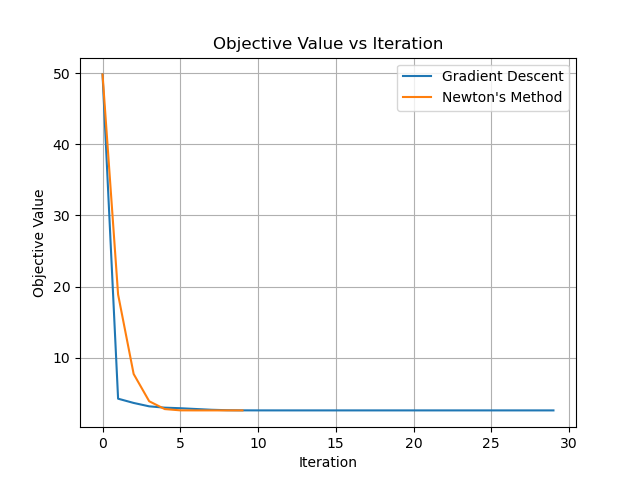 Objective Value vs Iteration
Gradient Descent
Newton's Method
50
40
30
20
10
Objective Value
0 5 10 15 20 25 30
Iteration